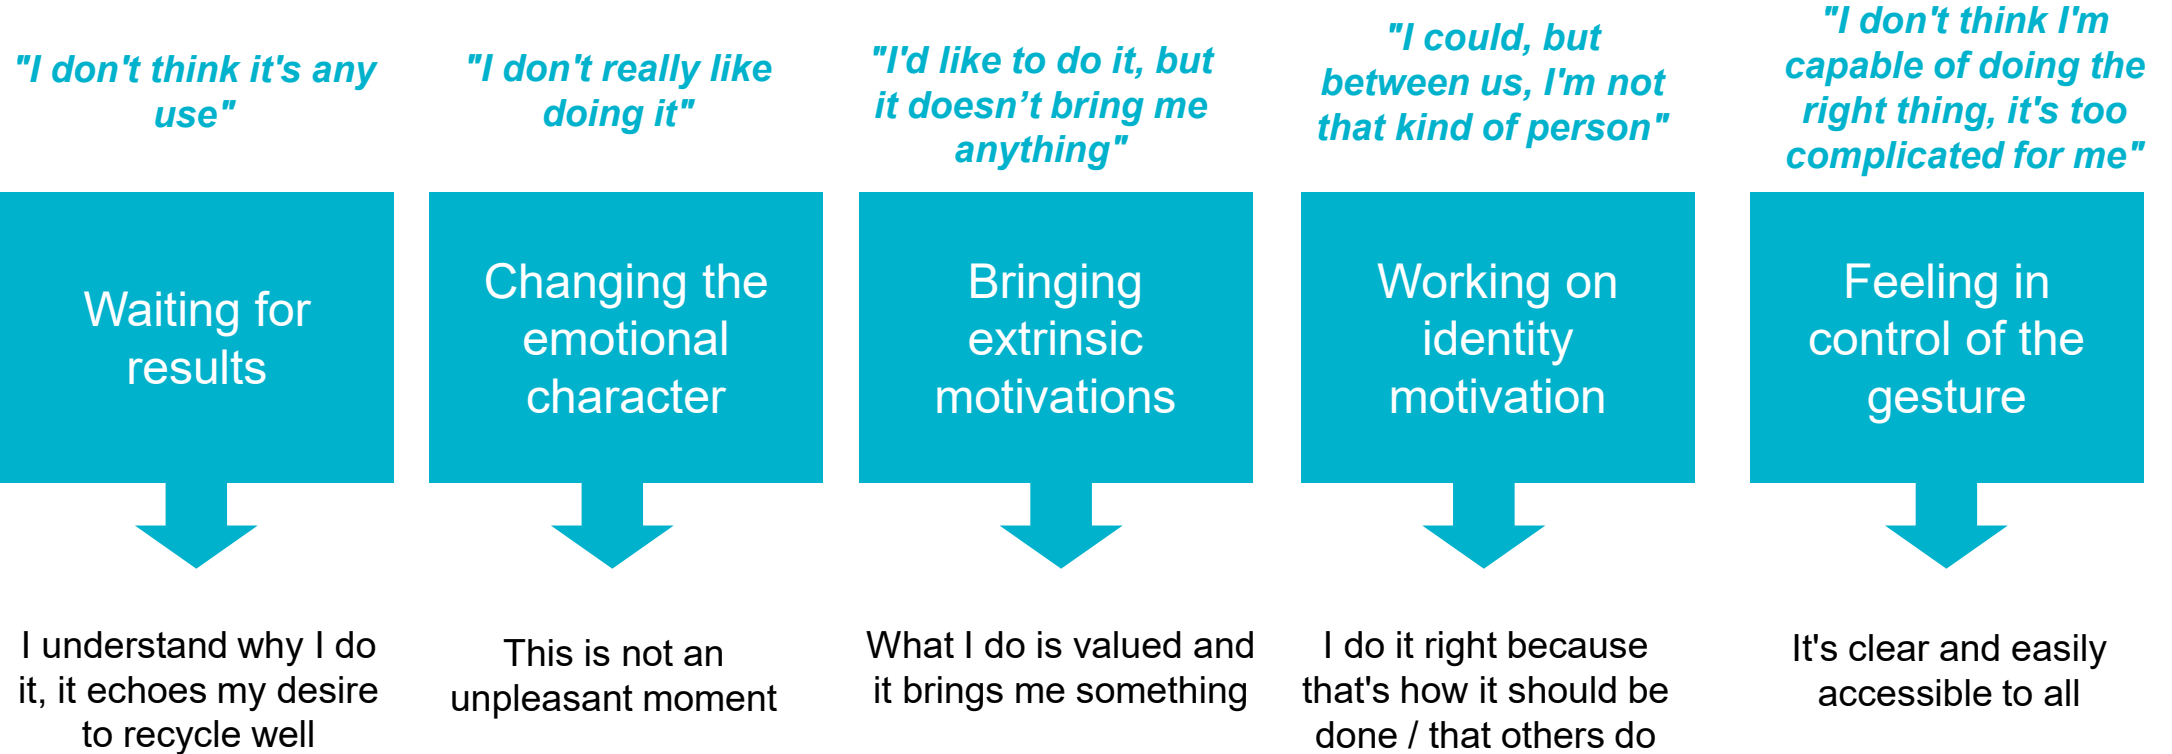 "I don't think it's any
use"
"I don't really like
doing it"
"I'd like to do it, but
it doesn’t bring me
anything"
"I could, but
between us, I'm not
that kind of person"
"I don't think I'm
capable of doing the
right thing, it's too
complicated for me"
Waiting for
results
Changing the
emotional
character
Bringing
extrinsic
motivations
Working on
identity
motivation
Feeling in
control of the
gesture
I understand why I do
it, it echoes my desire
to recycle well
This is not an
unpleasant moment
What I do is valued and
it brings me something
I do it right because
that's how it should be
done / that others do
It's clear and easily
accessible to all